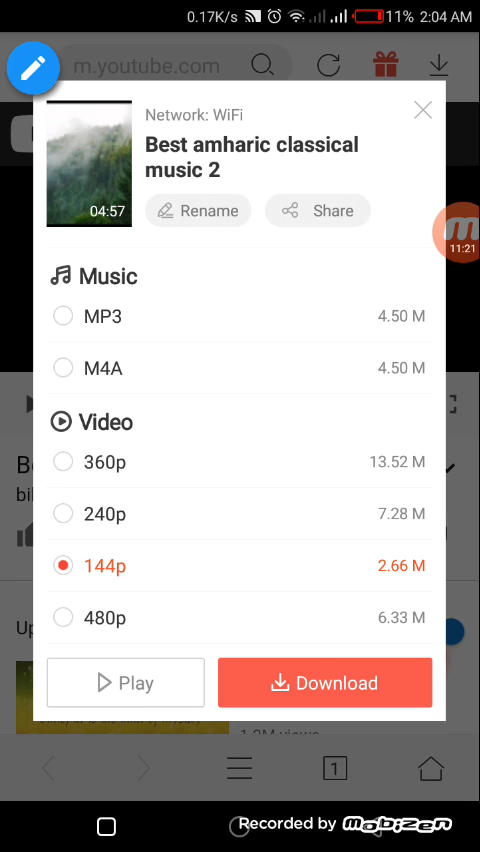 0.17K/s 11% 2:04 AM
m.youtube.com
Network: WiFi
Best amharic classical
music 2
04:57
Rename
Share
11:21
Music
MP3 4.50 M
M4A 4.50 M
Video
360p 13.52 M
240p 7.28 M
144p 2.66 M
480p 6.33 M
Play
Download
1
Recorded by Mobizen